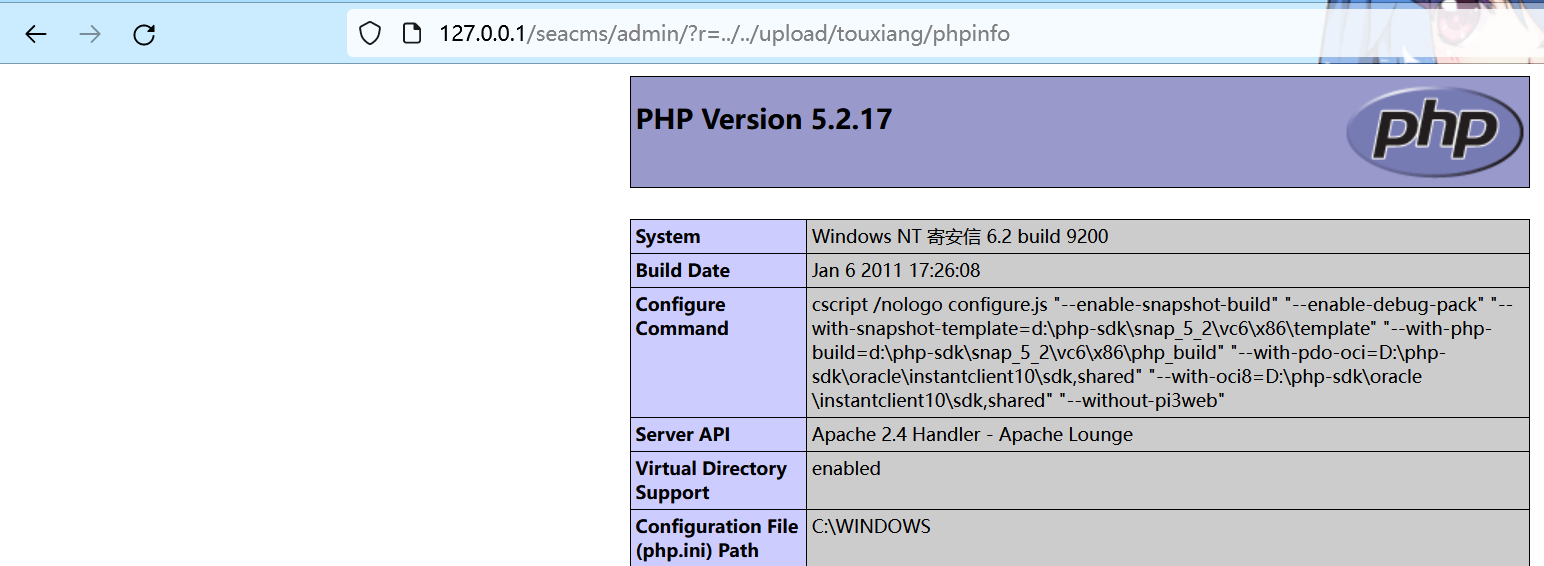 127.0.0.1/seacms/admin/?r=../../upload/touxiang/phpinfo
PHP Version 5.2.17
php
System
Windows NT 寄安信 6.2 build 9200
Build Date
Jan 6 2011 17:26:08
Configure
Command
cscript /nologo configure.js "--enable-snapshot-build" "--enable-debug-pack" "--
with-snapshot-template=d:\php-sdk\snap_5_2\vc6\x86\template" "--with-php-
build=d:\php-sdk\snap_5_2\vc6\x86\php_build" "--with-pdo-oci=D:\php-
sdk\oracle\instantclient10\sdk,shared" "--with-oci8=D:\php-sdk\oracle
\instantclient10\sdk,shared" "--without-pi3web"
Server API
Apache 2.4 Handler - Apache Lounge
Virtual Directory
Support
enabled
Configuration File
(php.ini) Path
C:\WINDOWS